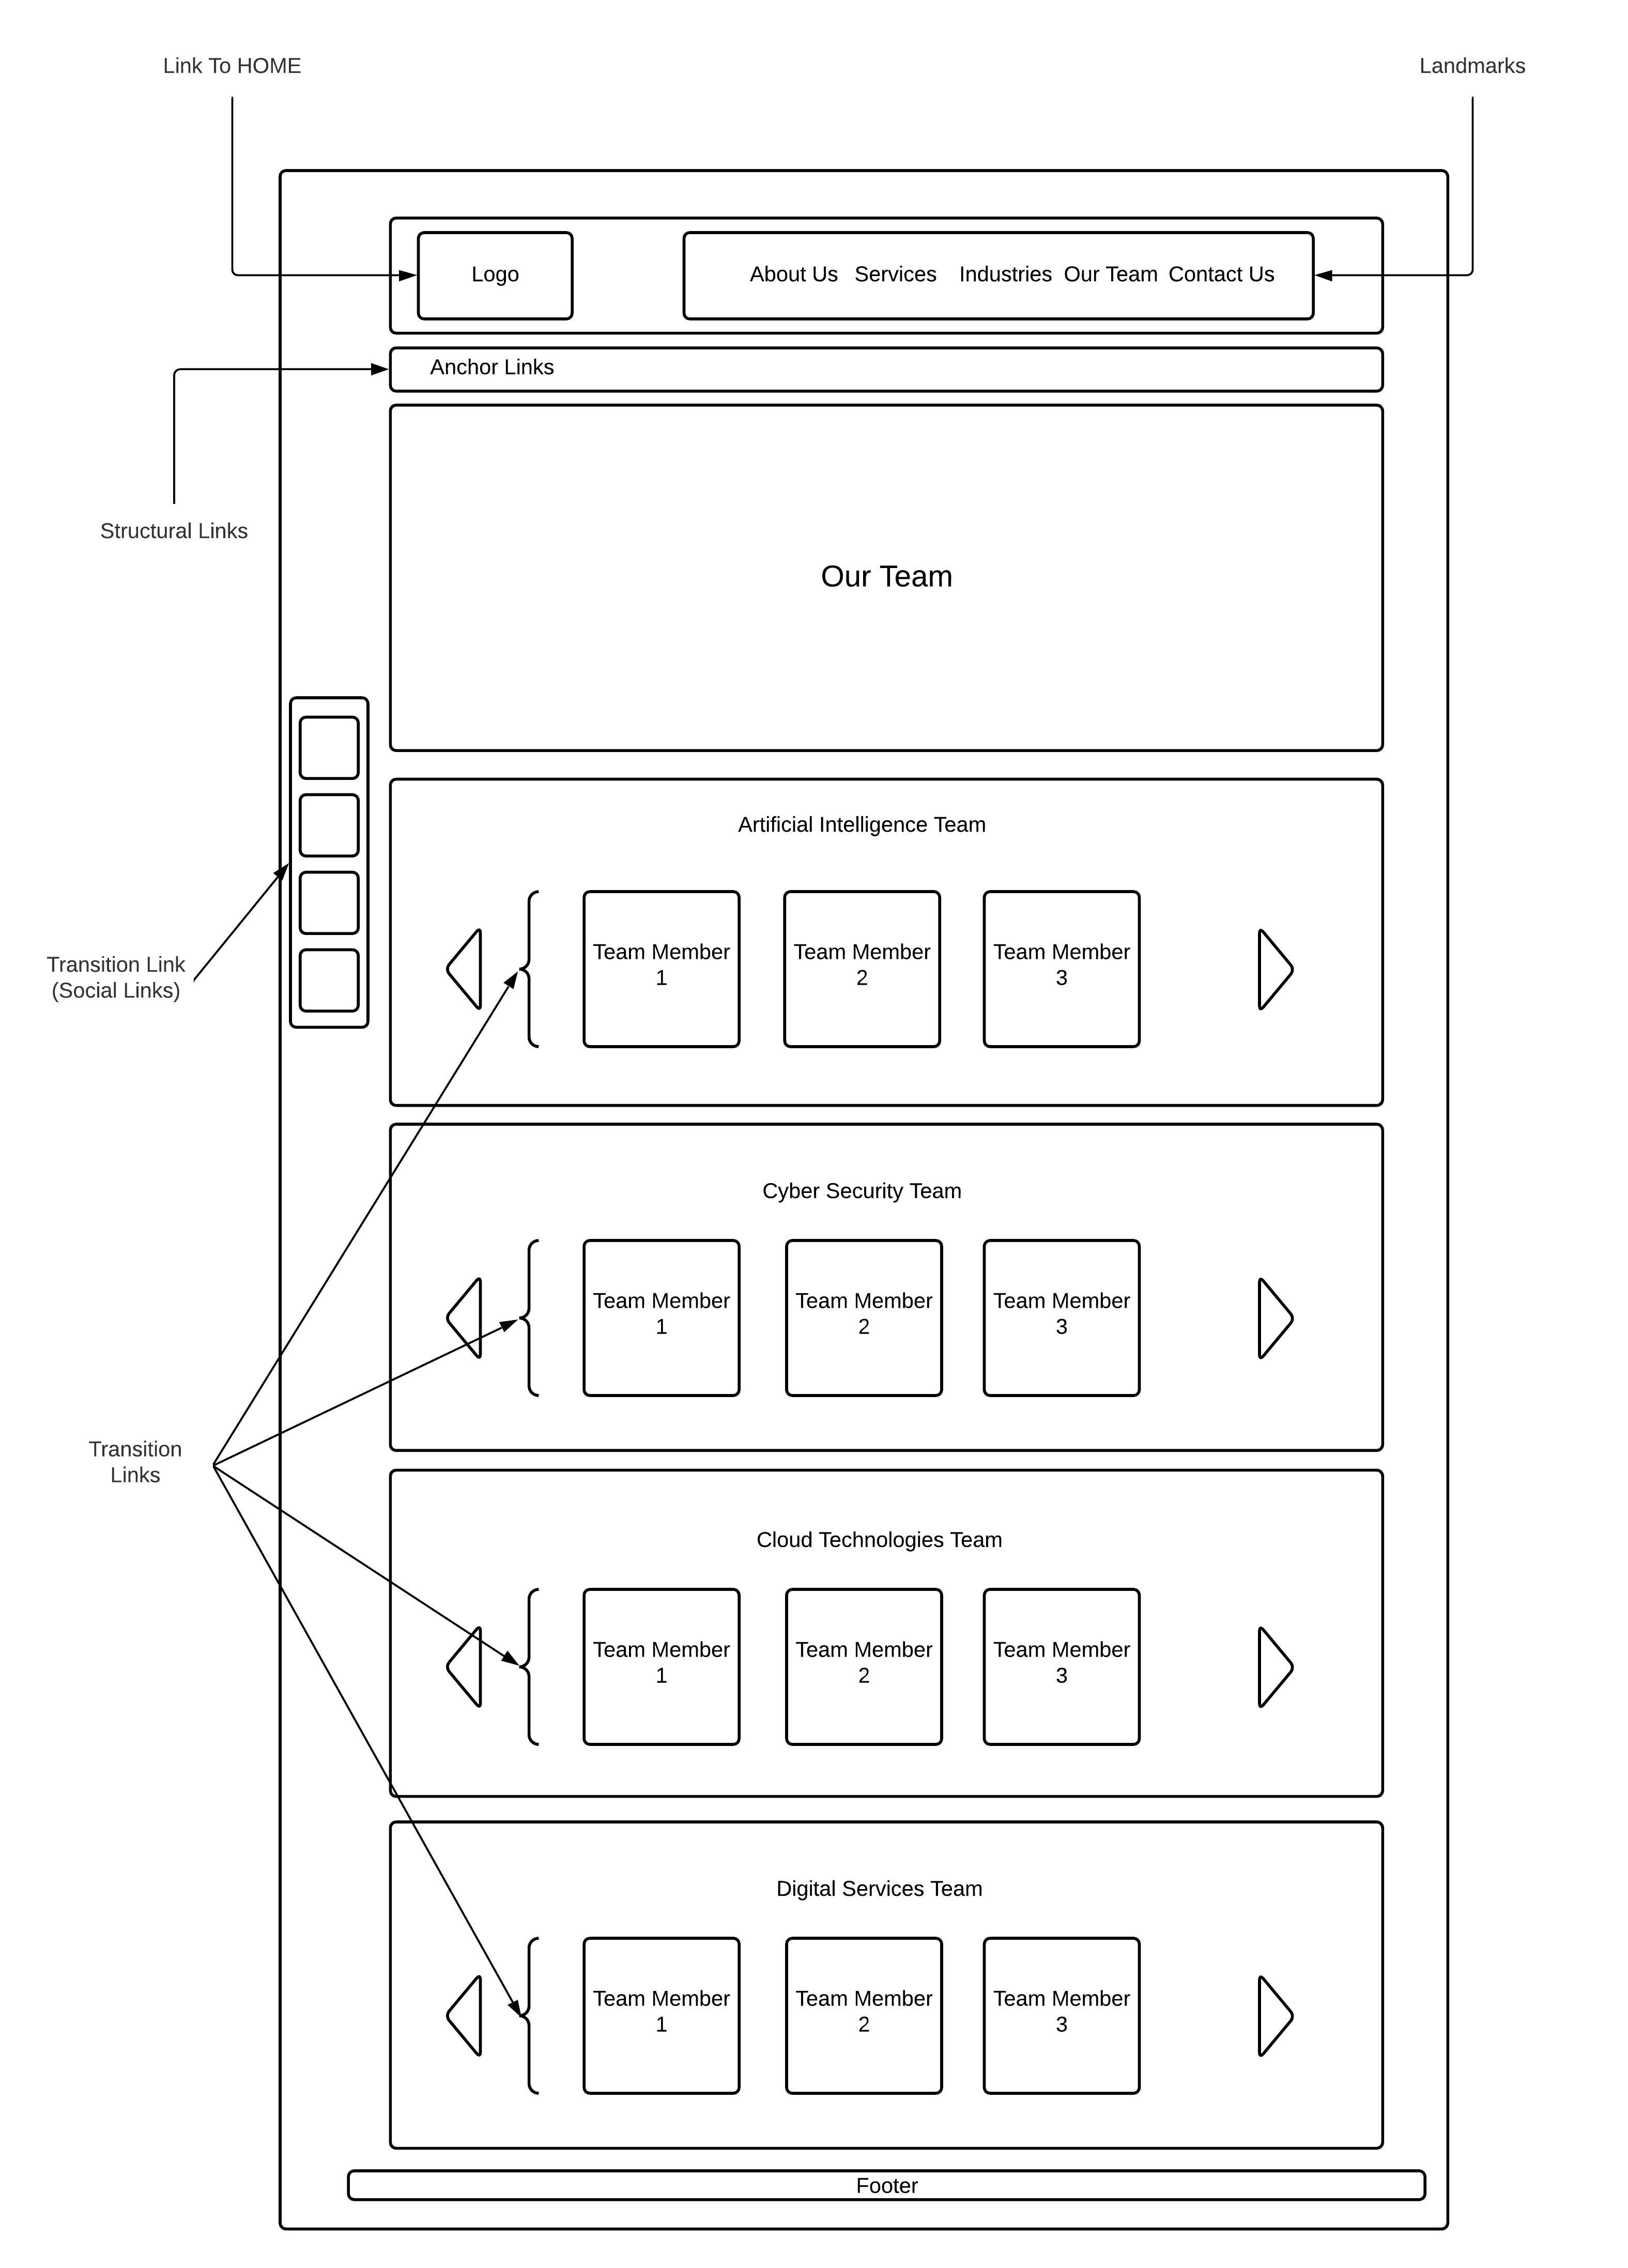 Link To HOME
Landmarks
Logo
About Us Services Industries Our Team Contact Us
Anchor Links
Structural Links
Our Team
Artificial Intelligence Team
Team Member
1
Team Member
2
Team Member
3
Transition Link
(Social Links)
Cyber Security Team
Team Member
1
Team Member
2
Team Member
3
Transition
Links
Cloud Technologies Team
Team Member
1
Team Member
2
Team Member
3
Digital Services Team
Team Member
1
Team Member
2
Team Member
3
Footer